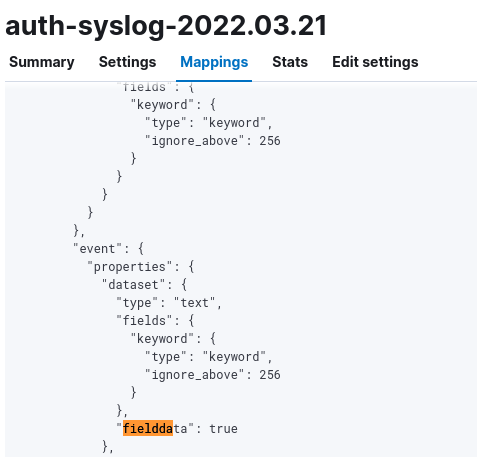 auth-syslog-2022.03.21
Summary Settings Mappings Stats Edit settings
"fields": {
"keyword": {
"type": "keyword",
"ignore_above": 256
}
}
}
}
},
"event": {
"properties": {
"dataset": {
"type": "text",
"fields": {
"keyword": {
"type": "keyword",
"ignore_above": 256
}
},
"fielddata": true
},